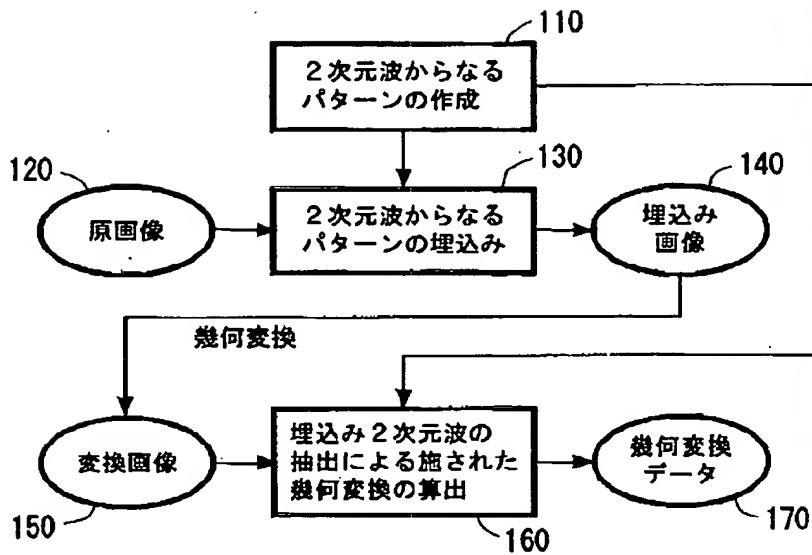 110
2次元波からなる
パターンの作成
120
130
140
原画像
2次元波からなる
パターンの埋込み
埋込み
画像
幾何変換
変換画像
埋込み2次元波の
抽出による施された
幾何変換の算出
幾何変換
データ
150
160
170